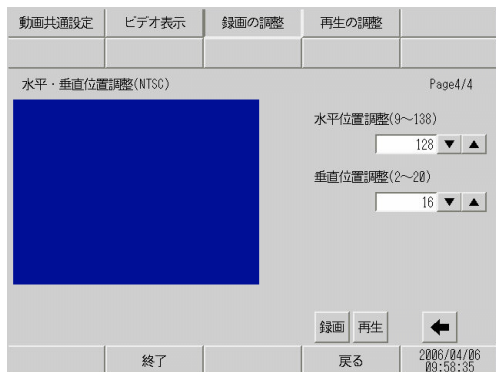 動画共通設定 ビデオ表示 録画の調整 再生の調整
水平・垂直位置調整(NTSC) Page4/4
水平位置調整(9～138)
128 ▼ ▲
垂直位置調整(2～20)
16 ▼ ▲
録画 再生 ←
終了 戻る 2006/04/06
09:58:35